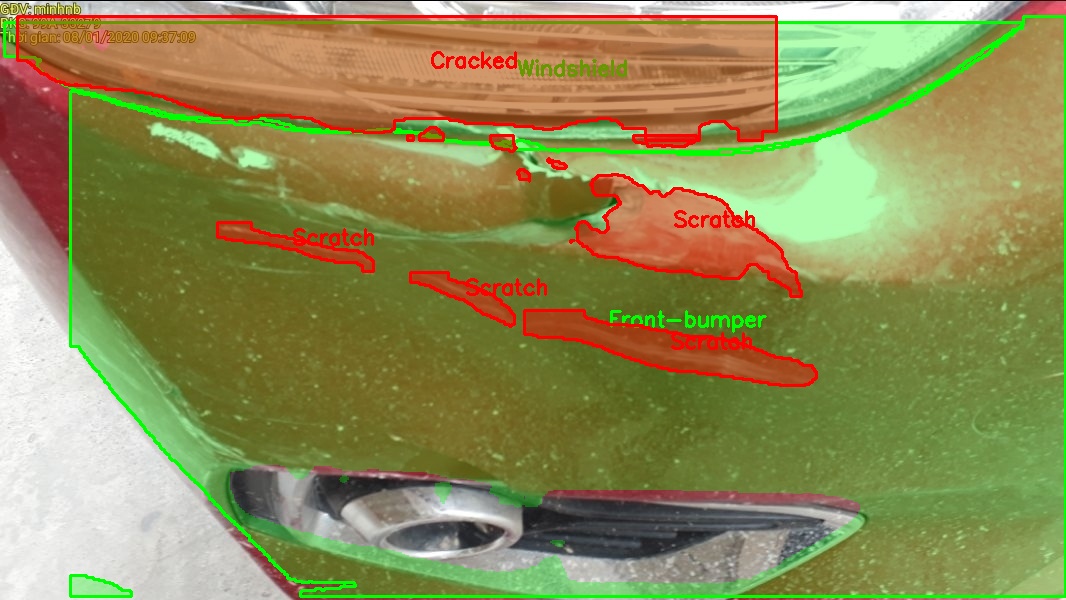 GDV: minhnb
Thời gian: 08/01/2020 09:37:09
Cracked
Windshield
Scratch
Scratch
Scratch
Front-bumper
Scratch